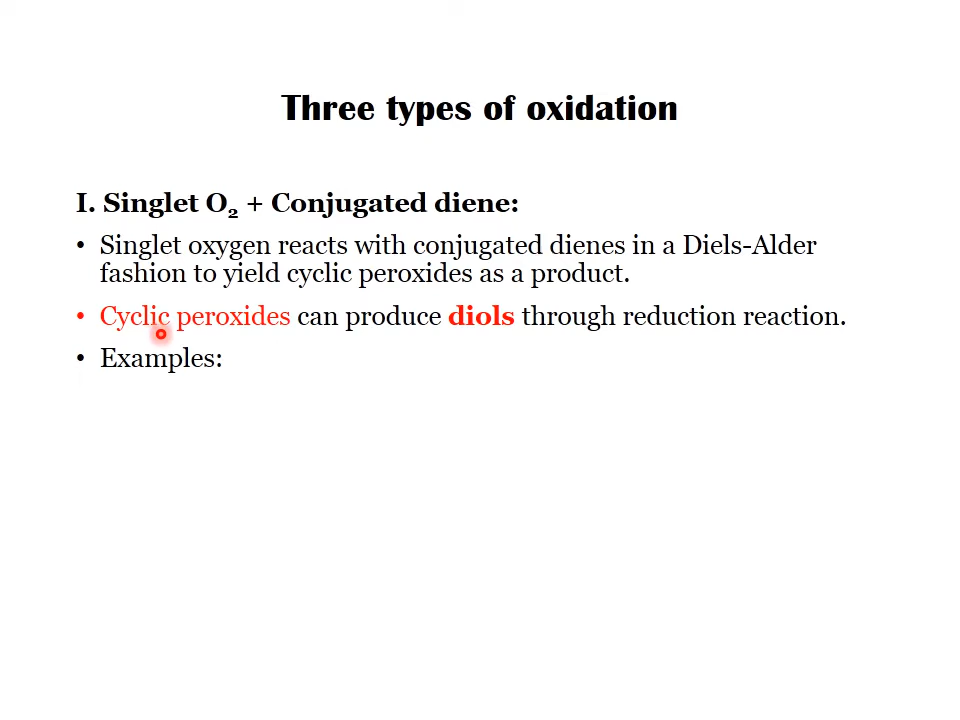 Three types of oxidation
I. Singlet O₂ + Conjugated diene:
• Singlet oxygen reacts with conjugated dienes in a Diels-Alder
fashion to yield cyclic peroxides as a product.
• Cyclic peroxides can produce diols through reduction reaction.
• Examples: